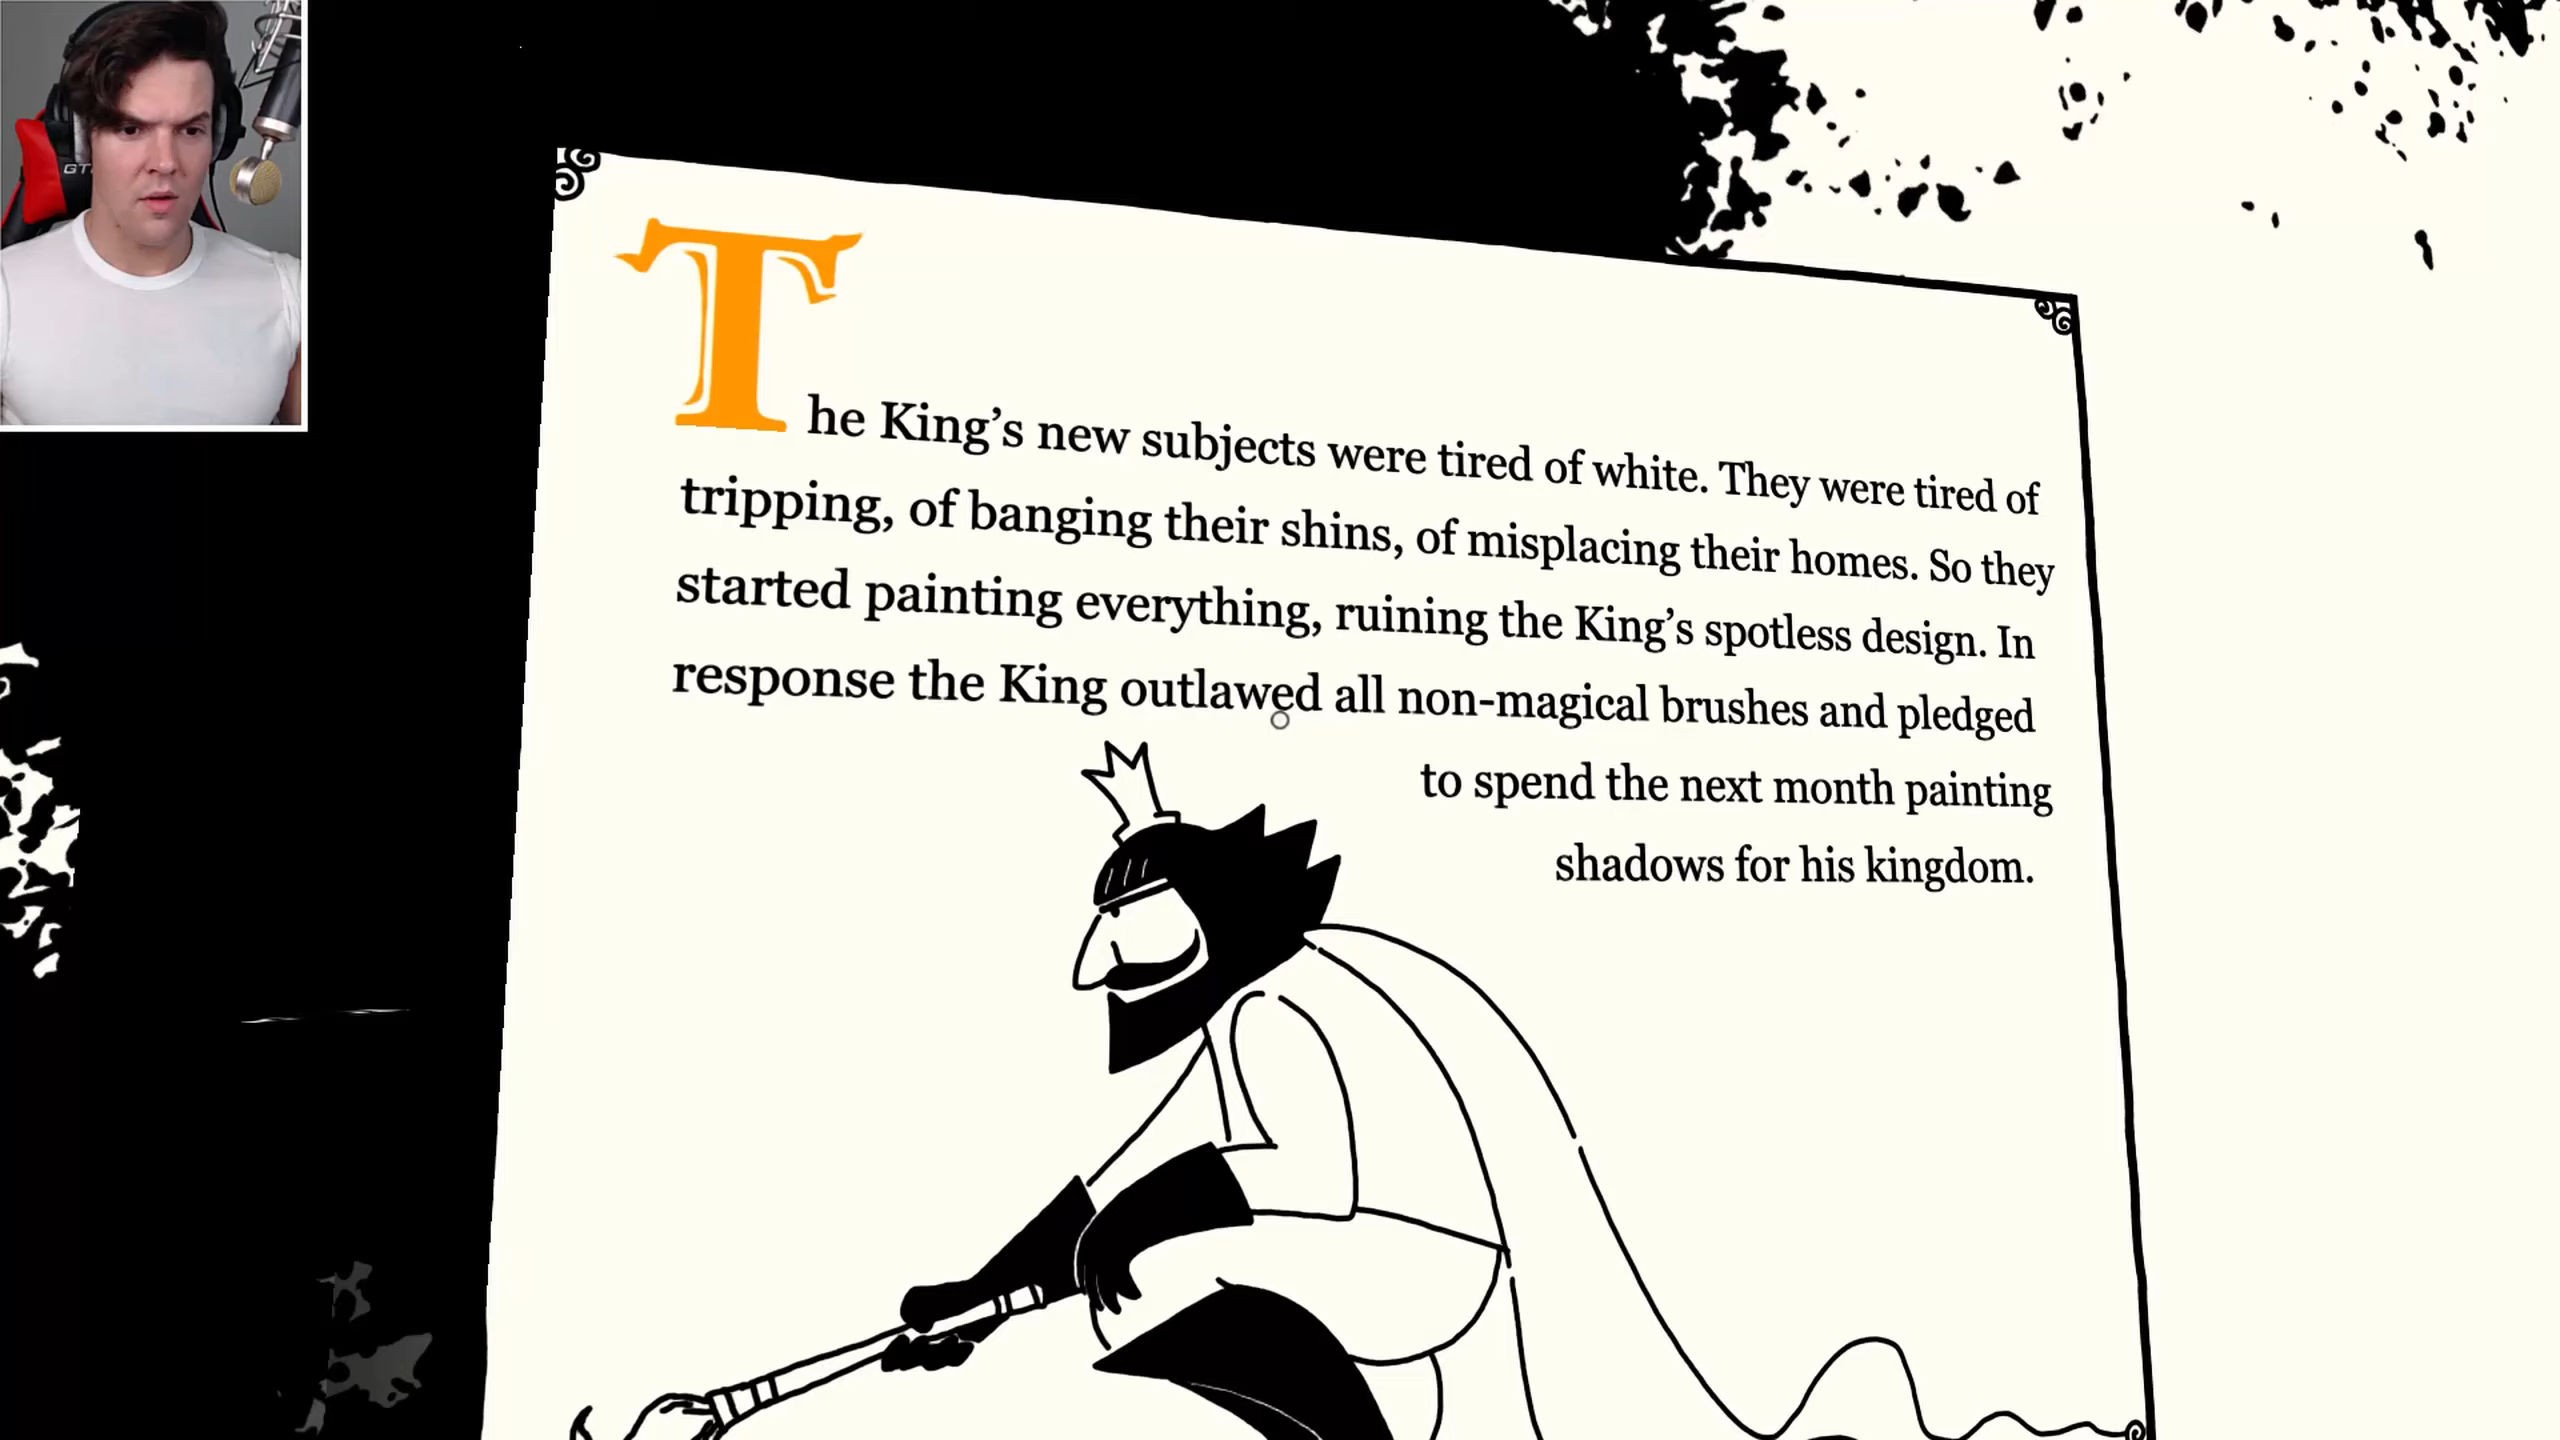 The King’s new subjects were tired of white. They were tired of
tripping, of banging their shins, of misplacing their homes. So they
started painting everything, ruining the King’s spotless design. In
response the King outlawed all non-magical brushes and pledged
to spend the next month painting
shadows for his kingdom.
GT